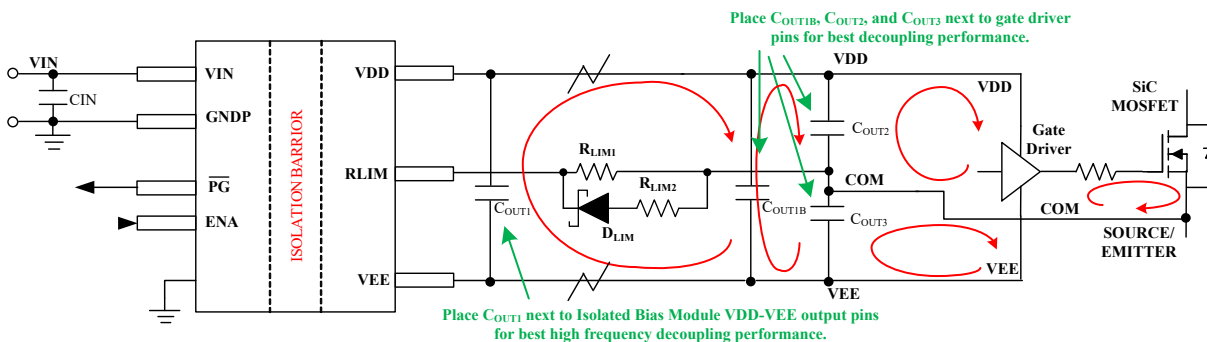 Place COUT1B, COUT2, and COUT3 next to gate driver
pins for best decoupling performance.
VIN
VIN
CIN
GNDP
PG
ENA
ISOLATION BARRIER
VDD
RLIM
VEE
COUT1
RLIM1
RLIM2
DLIM
COUT1B
VDD
COUT2
COM
COUT3
VEE
VDD
Gate
Driver
COM
VEE
SiC
MOSFET
SOURCE/
EMITTER
Place COUT1 next to Isolated Bias Module VDD-VEE output pins
for best high frequency decoupling performance.